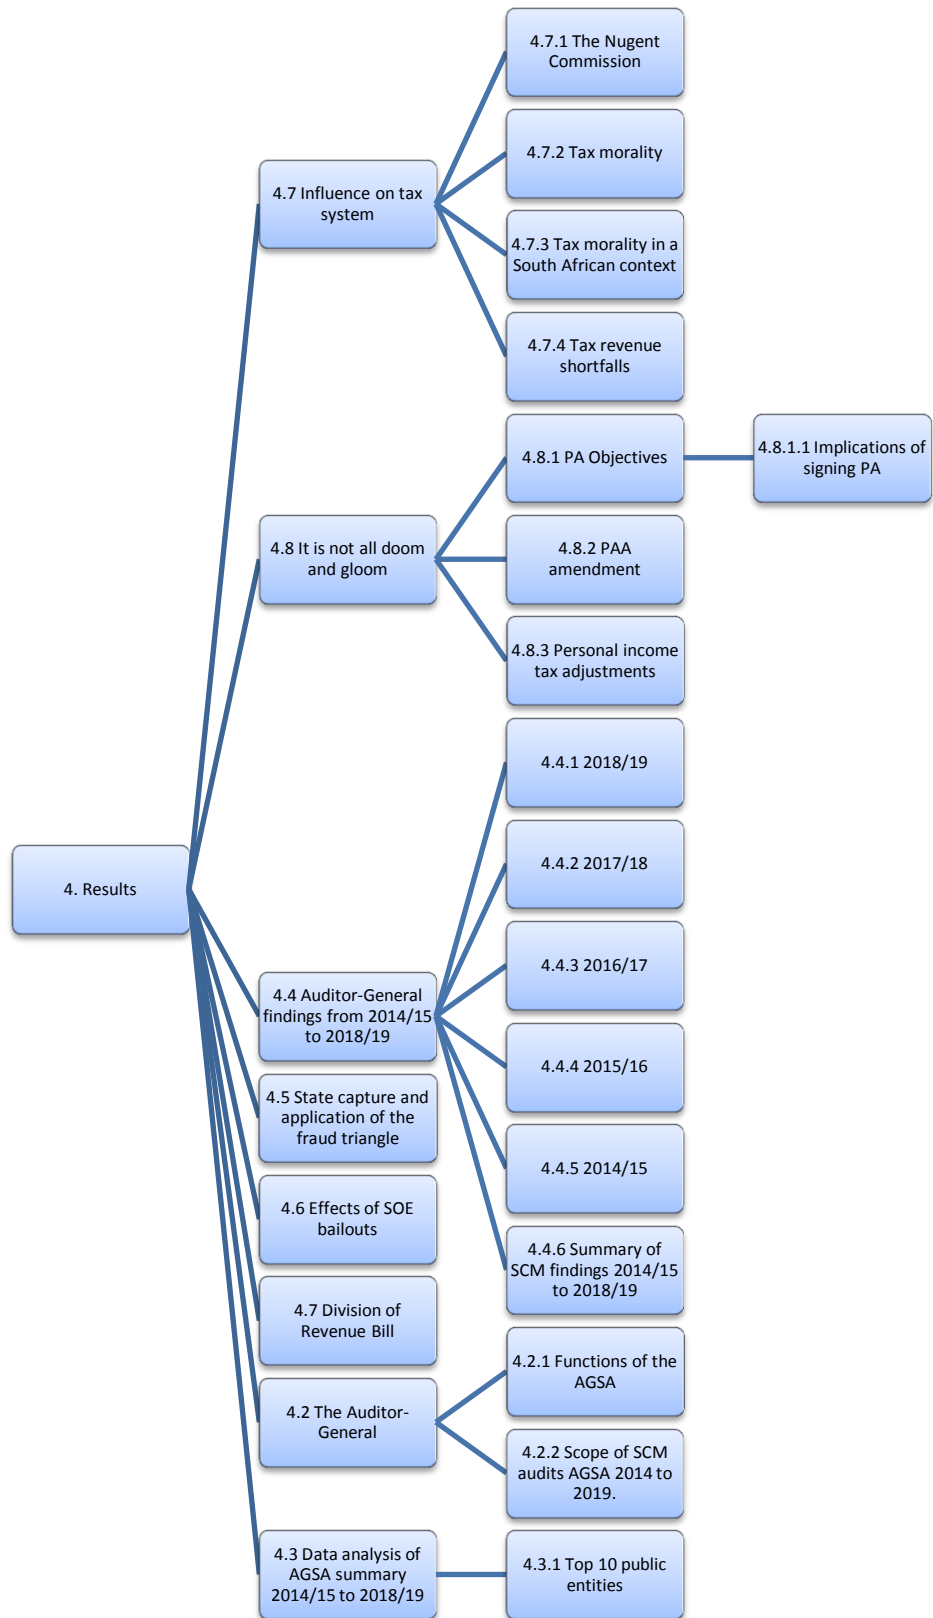 4. Results
4.7 Influence on tax
system
4.7.1 The Nugent
Commission
4.7.2 Tax morality
4.7.3 Tax morality in a
South African context
4.7.4 Tax revenue
shortfalls
4.8 It is not all doom
and gloom
4.8.1 PA Objectives
4.8.1.1 Implications of
signing PA
4.8.2 PAA
amendment
4.8.3 Personal income
tax adjustments
4.4 Auditor-General
findings from 2014/15
to 2018/19
4.4.1 2018/19
4.4.2 2017/18
4.4.3 2016/17
4.4.4 2015/16
4.4.5 2014/15
4.4.6 Summary of
SCM findings 2014/15
to 2018/19
4.5 State capture and
application of the
fraud triangle
4.6 Effects of SOE
bailouts
4.7 Division of
Revenue Bill
4.2 The Auditor-
General
4.2.1 Functions of the
AGSA
4.2.2 Scope of SCM
audits AGSA 2014 to
2019.
4.3 Data analysis of
AGSA summary
2014/15 to 2018/19
4.3.1 Top 10 public
entities